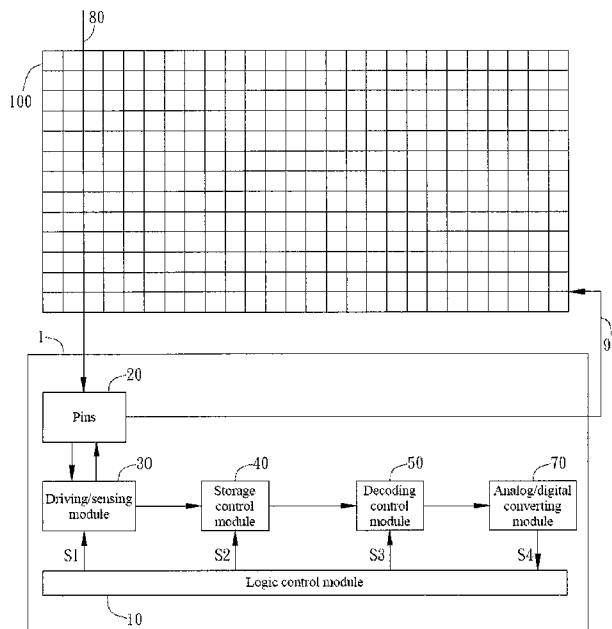 80
100
9
1
20
Pins
30
40
50
70
Driving/sensing
module
Storage
control
module
Decoding
control
module
Analog/digital
converting
module
S1
S2
S3
S4
Logic control module
10